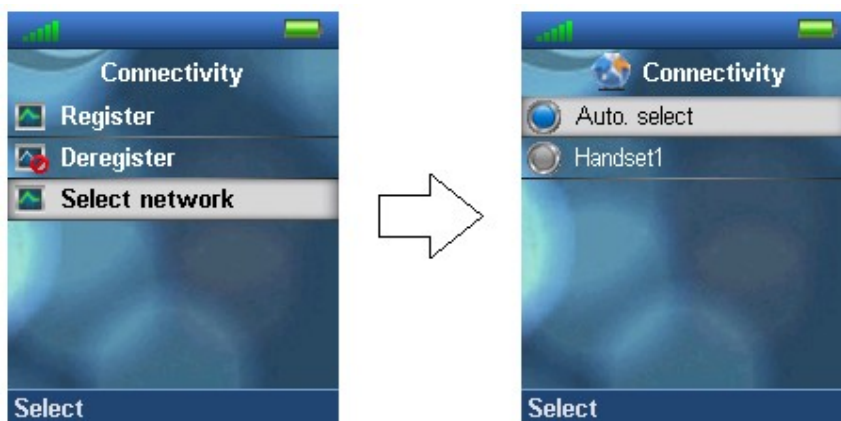 Connectivity
Register
Deregister
Select network
Select
Connectivity
Auto. select
Handset1
Select